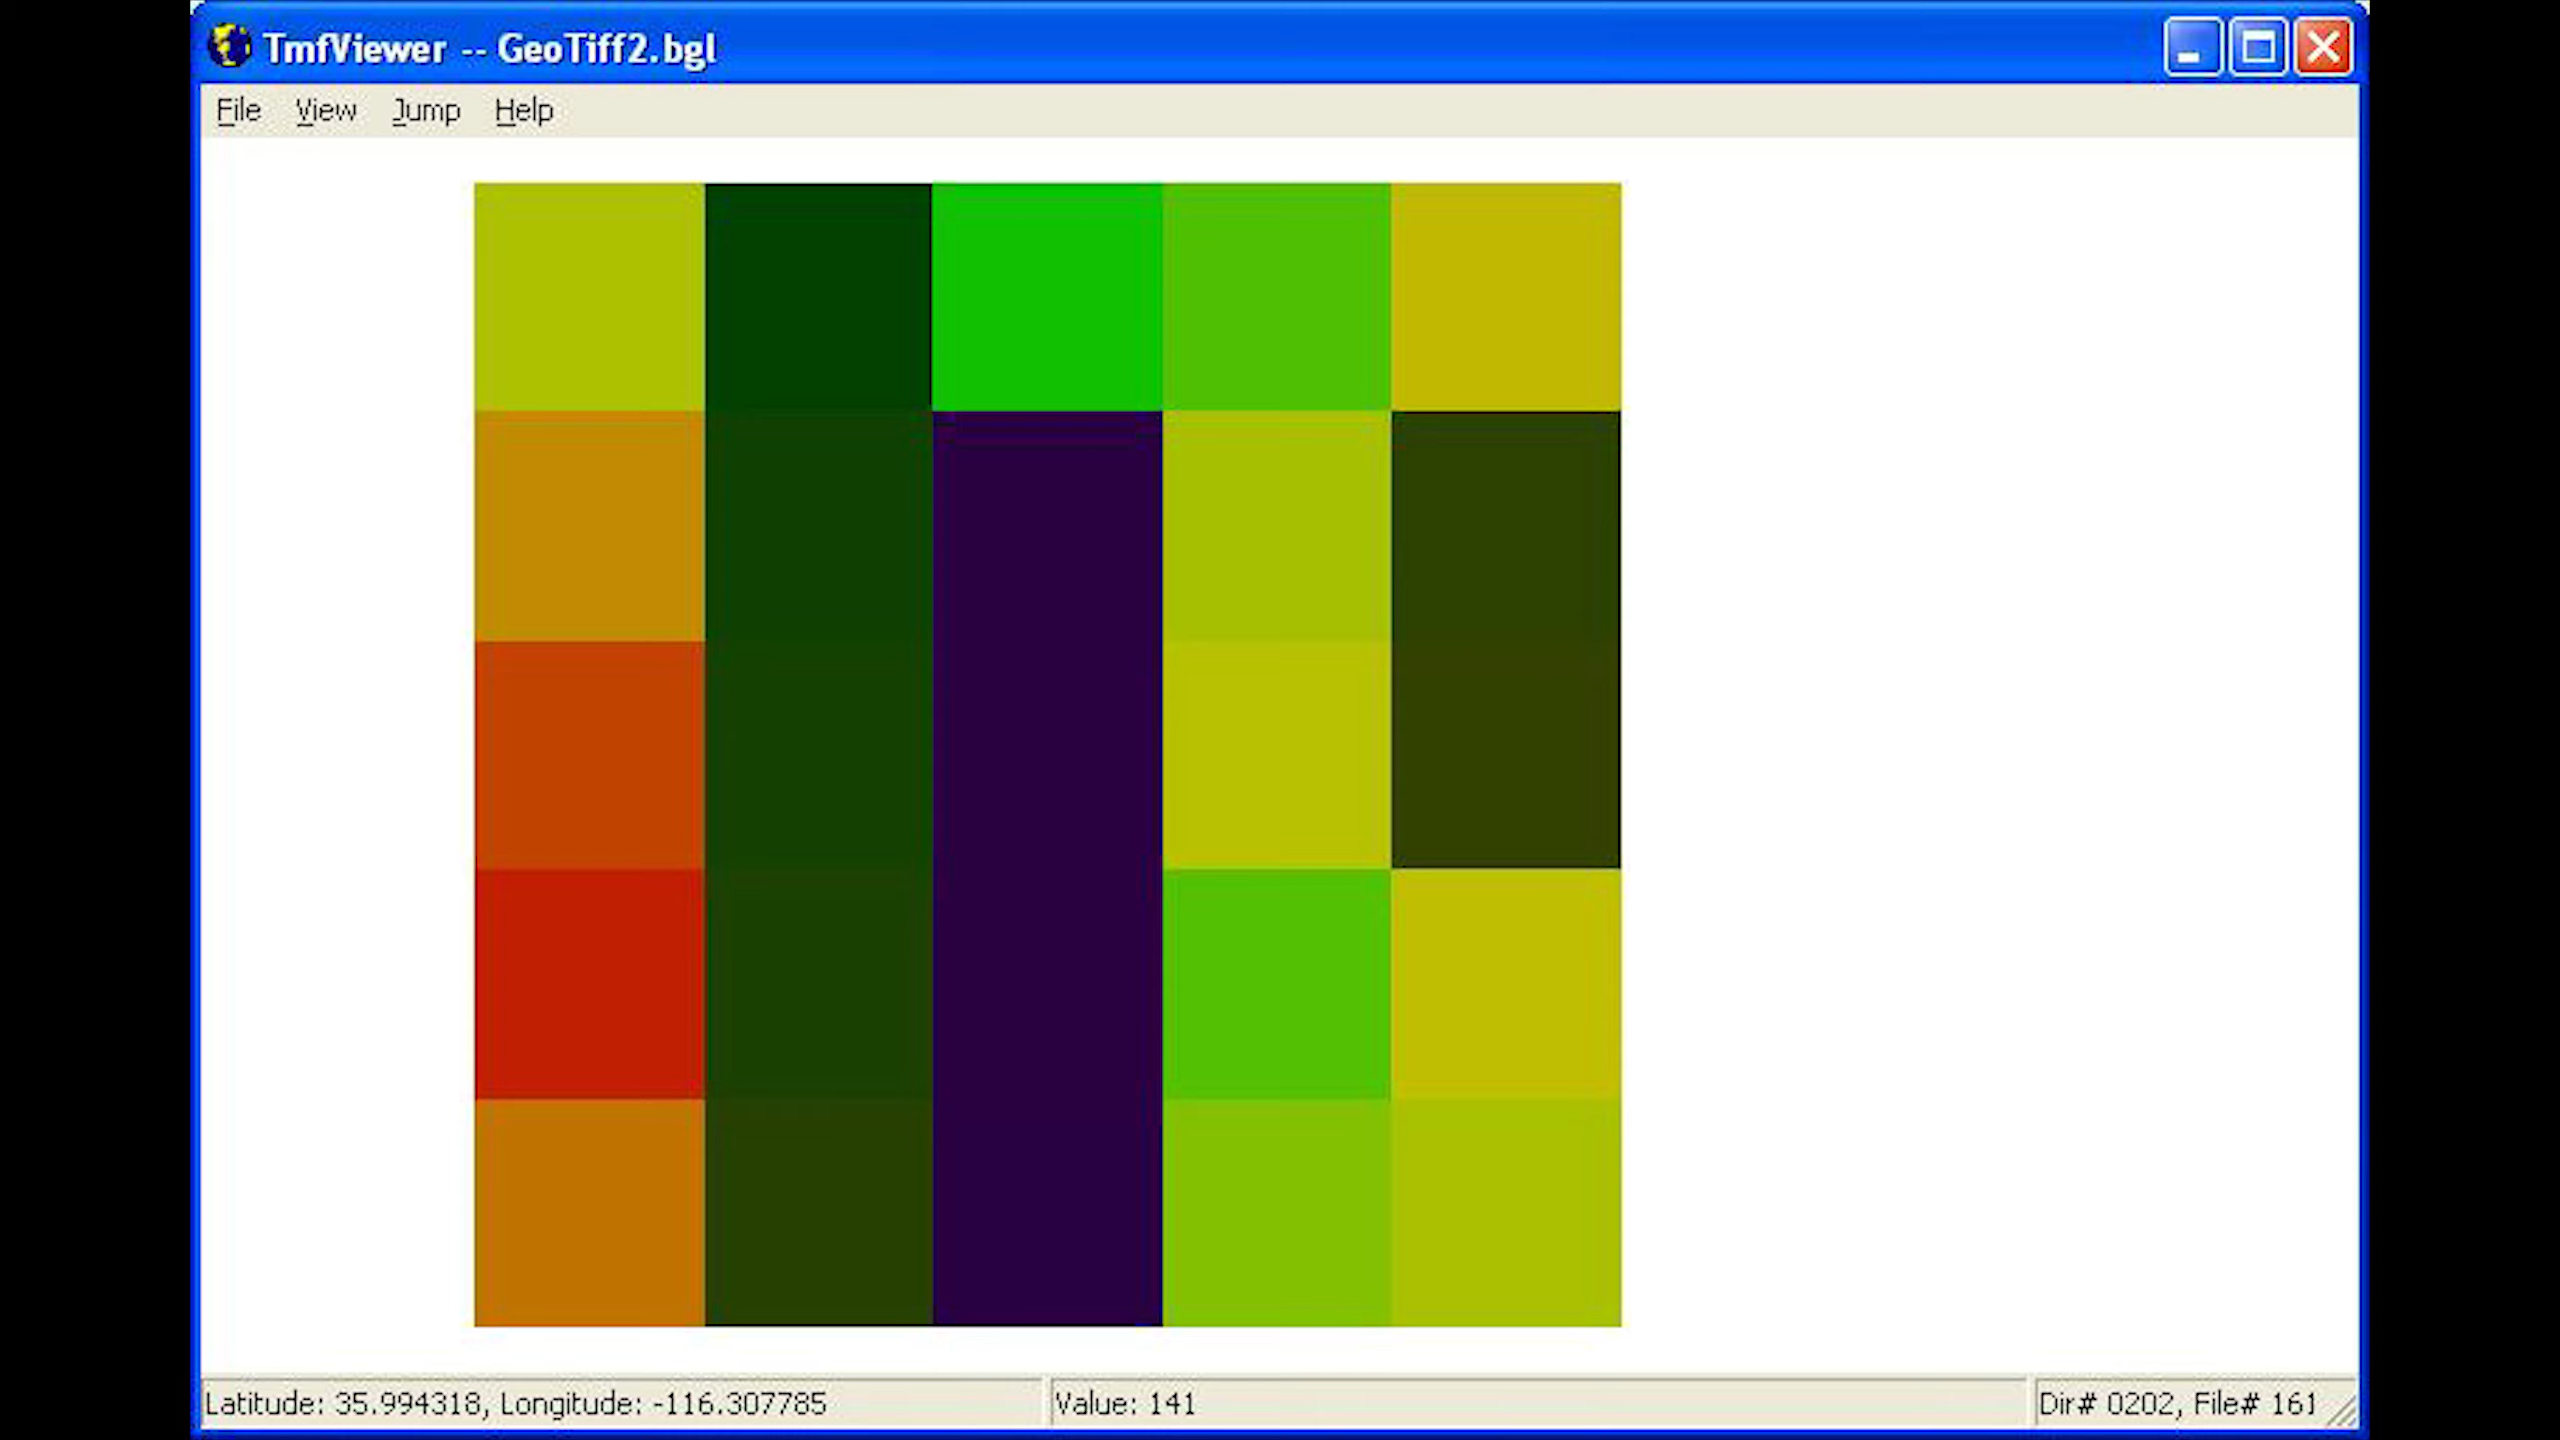 TmfViewer -- GeoTiff2.bgl
File View Jump Help
Latitude: 35.994318, Longitude: -116.307785 Value: 141 Dir# 0202, File# 161